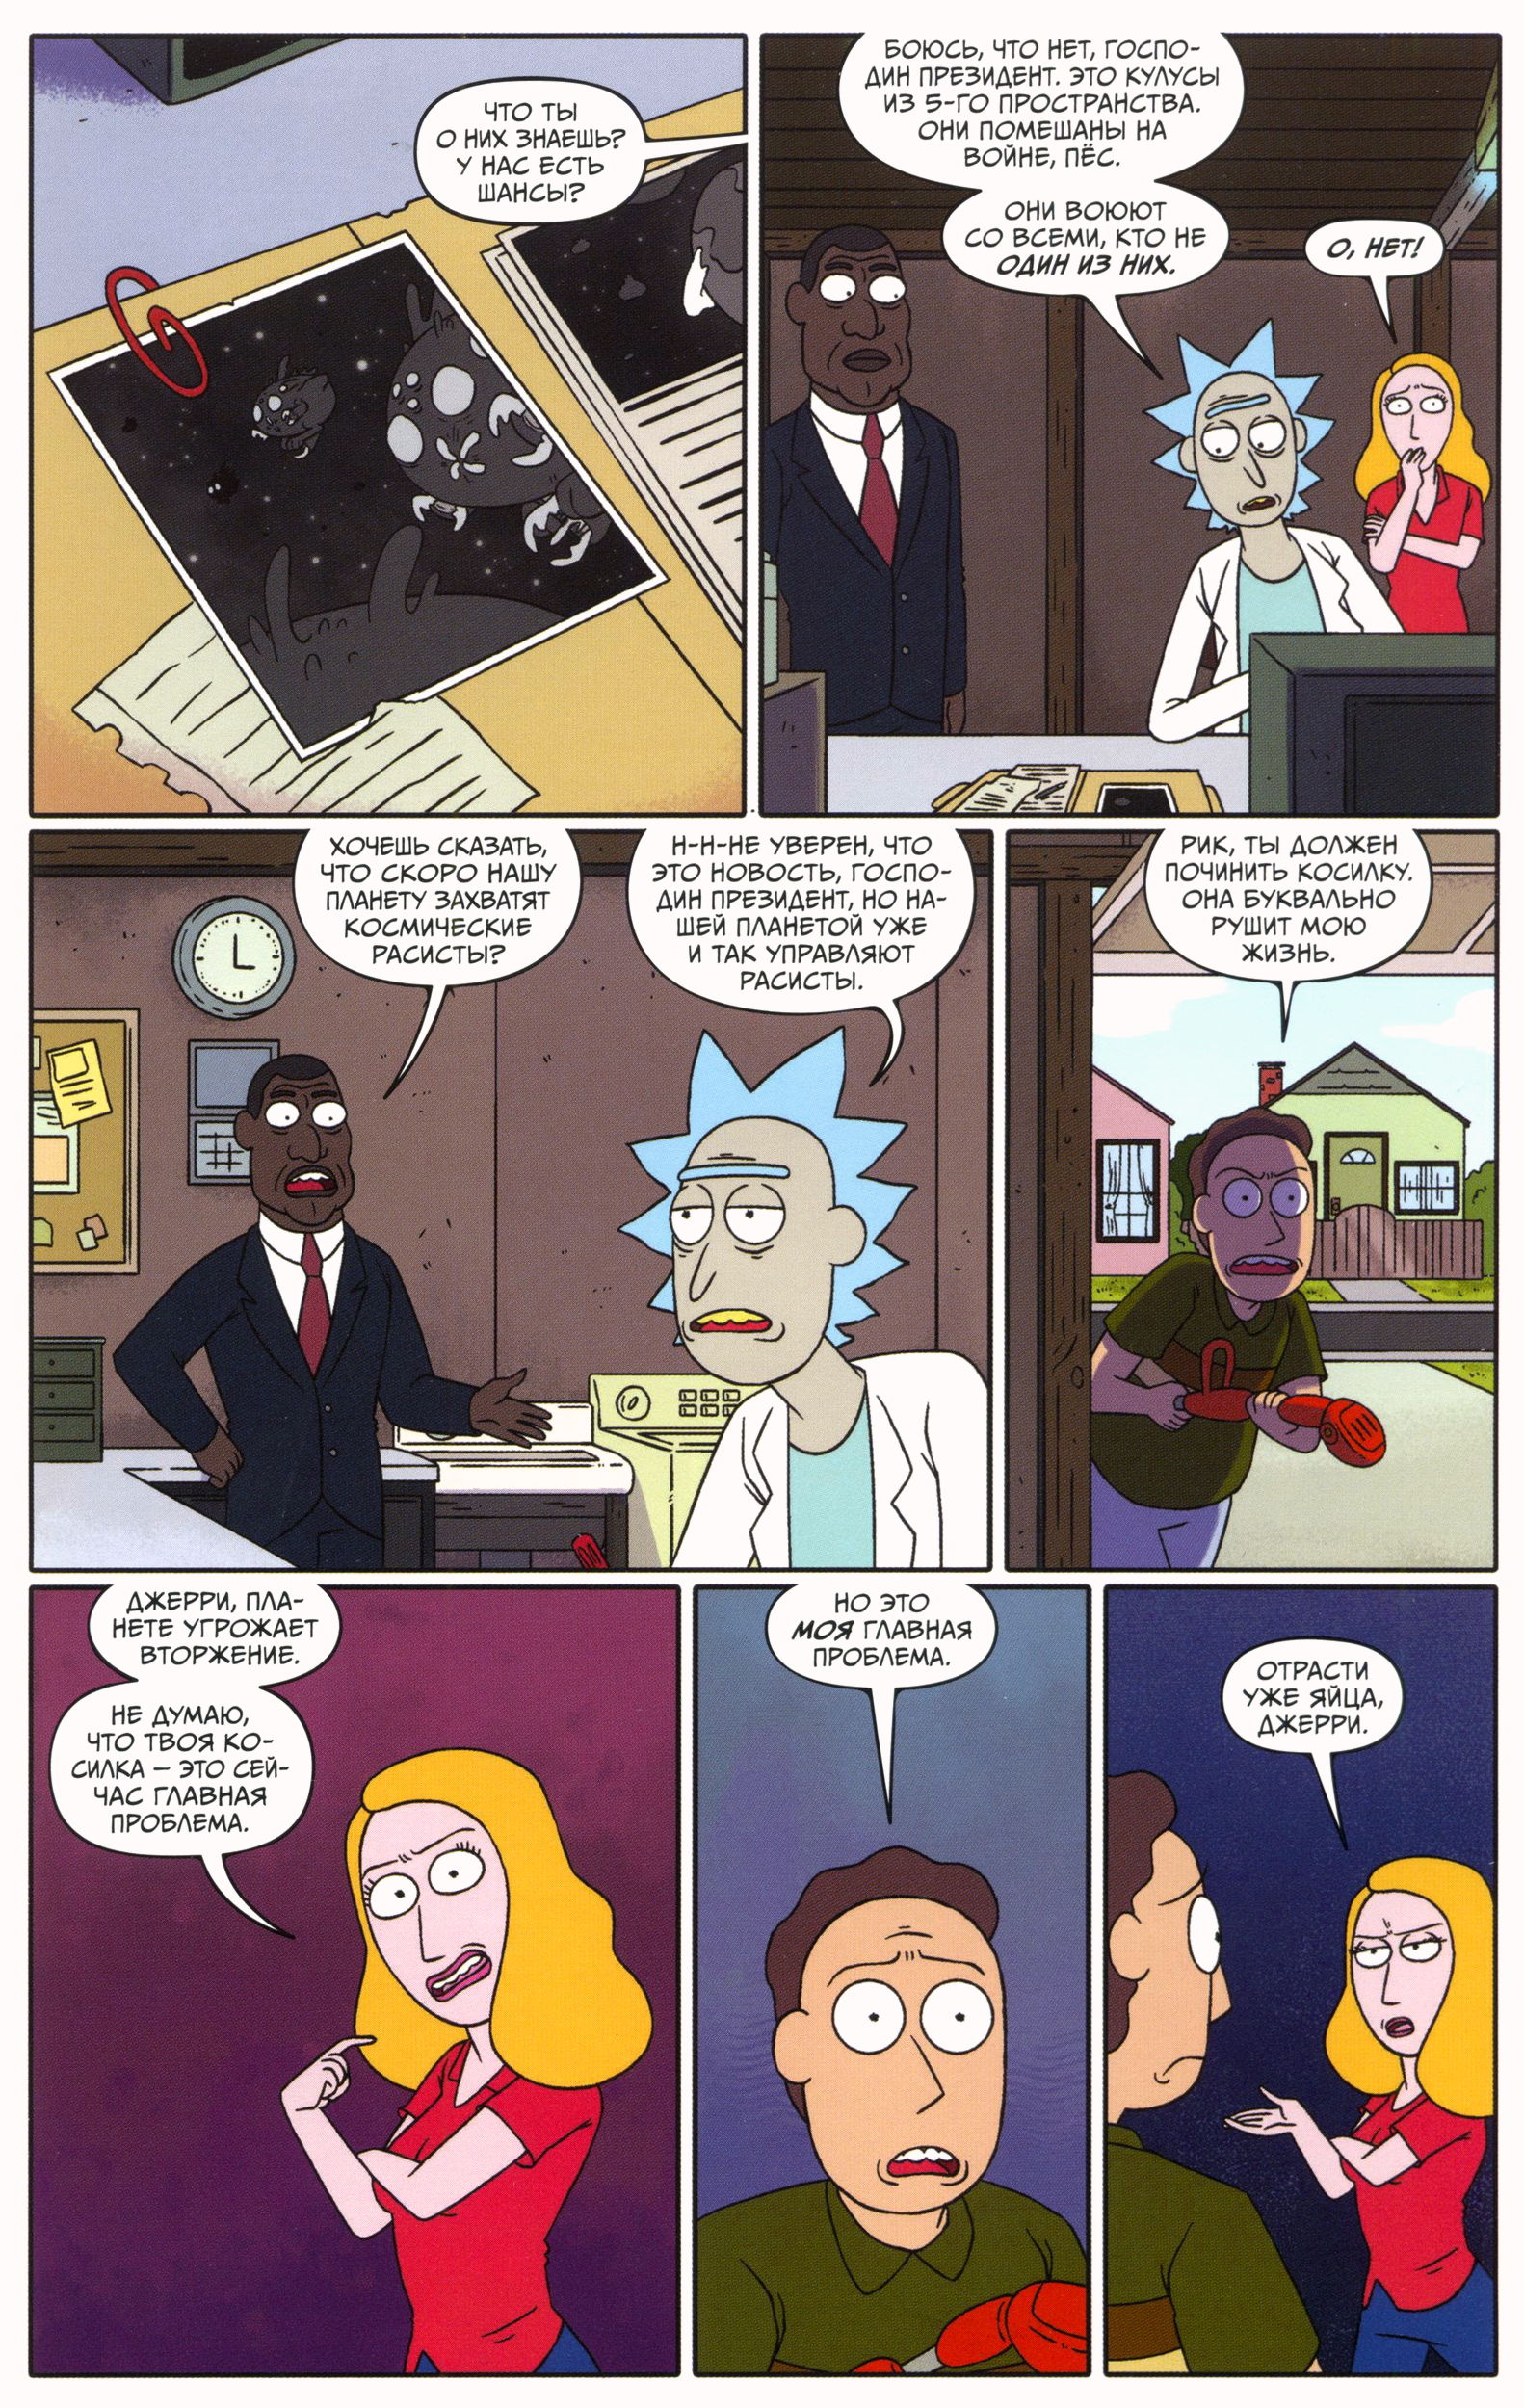 ЧТО ТЫ
О НИХ ЗНАЕШЬ?
У НАС ЕСТЬ
ШАНСЫ?
БОЮСЬ, ЧТО НЕТ, ГОСПО-
ДИН ПРЕЗИДЕНТ. ЭТО КУЛУСЫ
ИЗ 5-ГО ПРОСТРАНСТВА.
ОНИ ПОМЕШАНЫ НА
ВОЙНЕ, ПЁС.
ОНИ ВОЮЮТ
СО ВСЕМИ, КТО НЕ
ОДИН ИЗ НИХ.
О, НЕТ!
ХОЧЕШЬ СКАЗАТЬ,
ЧТО СКОРО НАШУ
ПЛАНЕТУ ЗАХВАТЯТ
КОСМИЧЕСКИЕ
РАСИСТЫ?
Н-Н-НЕ УВЕРЕН, ЧТО
ЭТО НОВОСТЬ, ГОСПО-
ДИН ПРЕЗИДЕНТ, НО НА-
ШЕЙ ПЛАНЕТОЙ УЖЕ
И ТАК УПРАВЛЯЮТ
РАСИСТЫ.
РИК, ТЫ ДОЛЖЕН
ПОЧИНИТЬ КОСИЛКУ.
ОНА БУКВАЛЬНО
РУШИТ МОЮ
ЖИЗНЬ.
ДЖЕРРИ, ПЛА-
НЕТЕ УГРОЖАЕТ
ВТОРЖЕНИЕ.
НЕ ДУМАЮ,
ЧТО ТВОЯ КО-
СИЛКА – ЭТО СЕЙ-
ЧАС ГЛАВНАЯ
ПРОБЛЕМА.
НО ЭТО
МОЯ ГЛАВНАЯ
ПРОБЛЕМА.
ОТРАСТИ
УЖЕ ЯЙЦА,
ДЖЕРРИ.